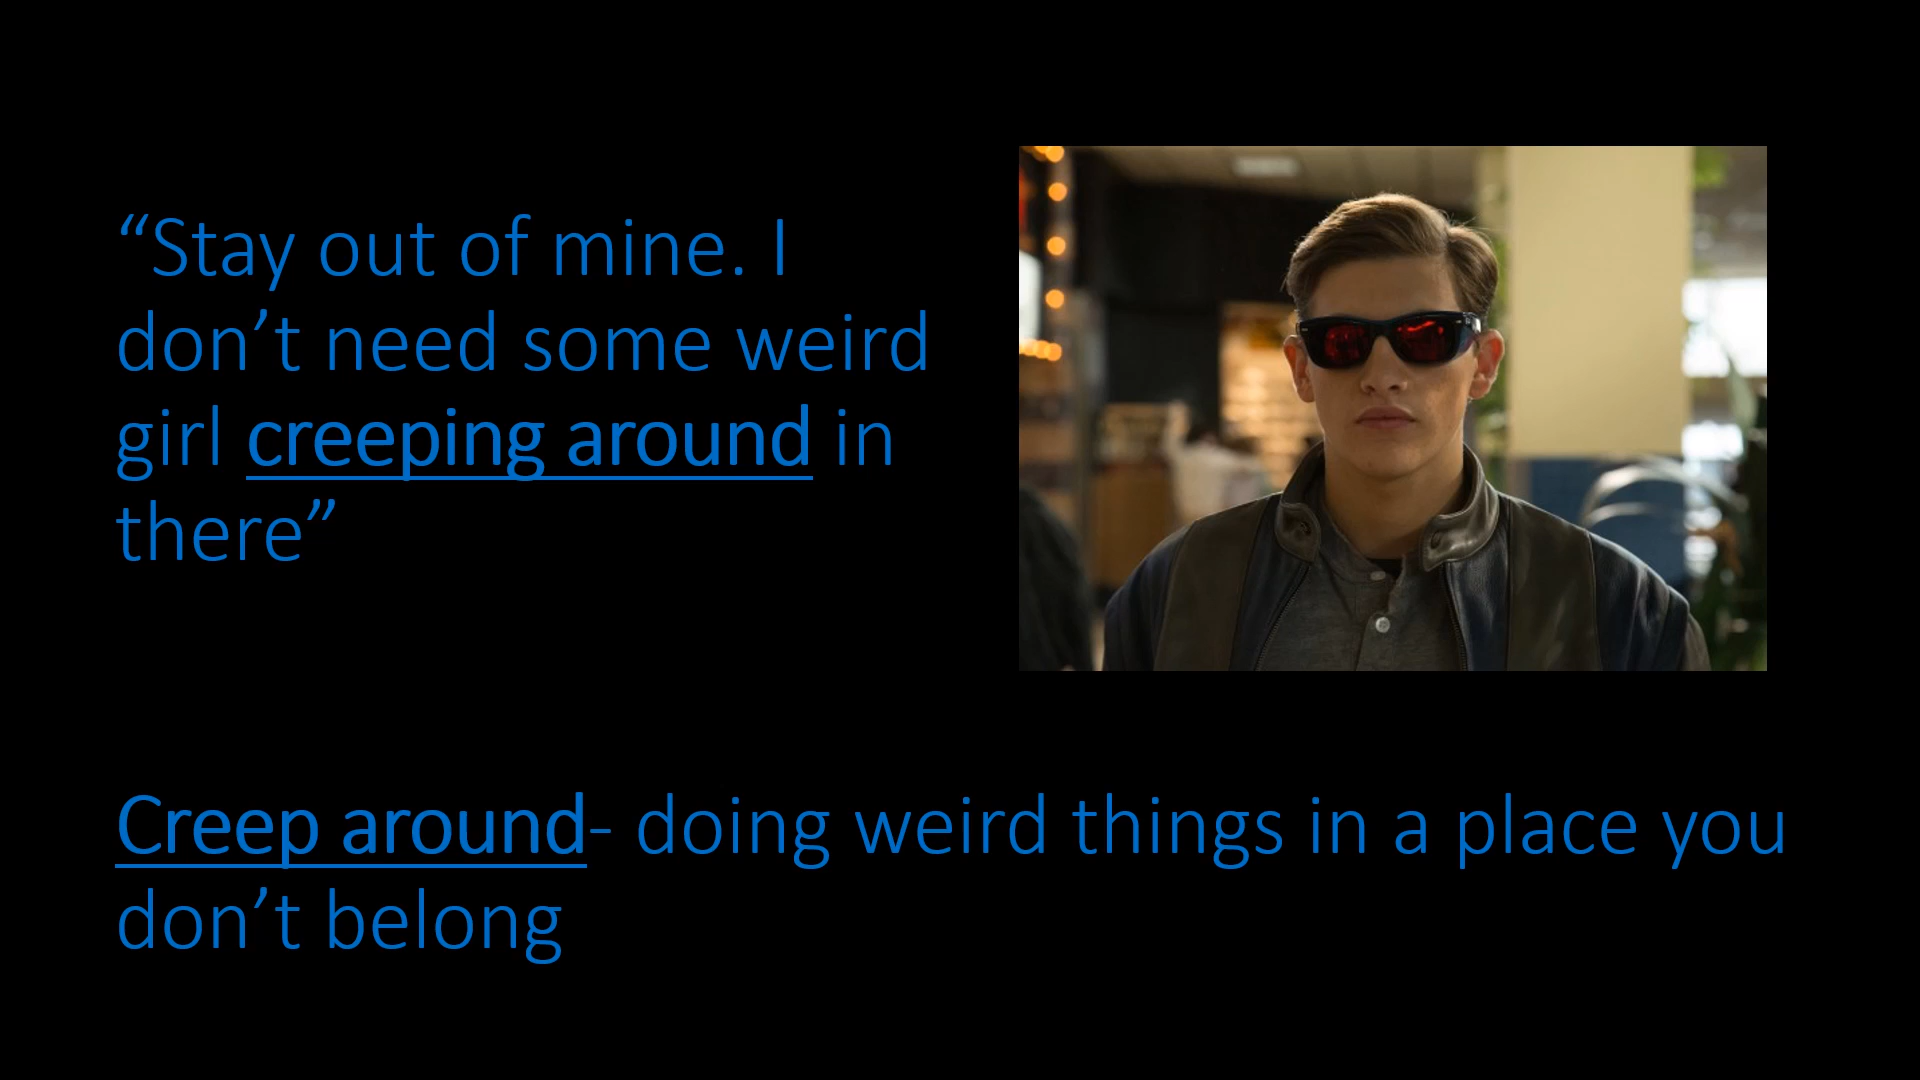 “Stay out of mine. I
don’t need some weird
girl creeping around in
there”
Creep around- doing weird things in a place you
don’t belong